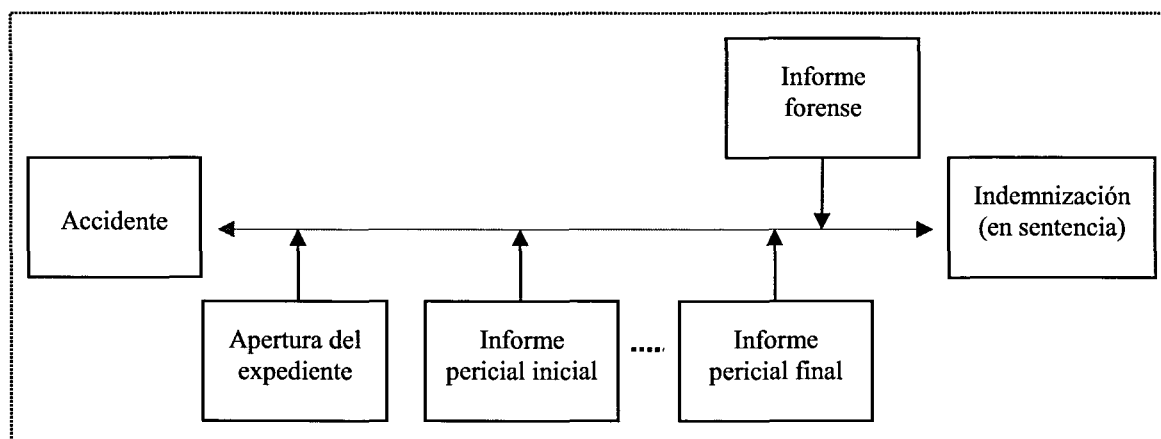 Informe
forense
Accidente
Indemnización
(en sentencia)
Apertura del
expediente
Informe
pericial inicial
.....
Informe
pericial final